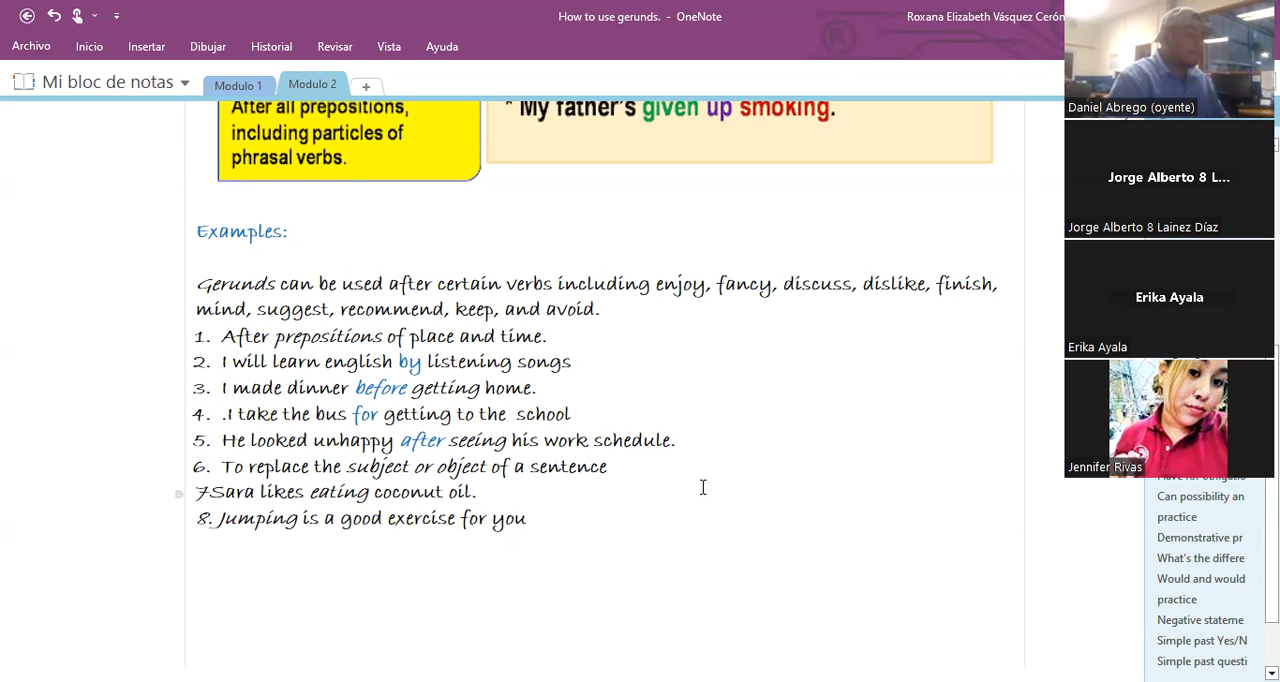 How to use gerunds. - OneNote
Roxana Elizabeth Vásquez Cerón
Archivo Inicio Insertar Dibujar Historial Revisar Vista Ayuda
Mi bloc de notas Modulo 1 Modulo 2 +
After all prepositions,
including particles of
phrasal verbs.
* My father's given up smoking.
Examples:
Gerunds can be used after certain verbs including enjoy, fancy, discuss, dislike, finish,
mind, suggest, recommend, keep, and avoid.
1. After prepositions of place and time.
2. I will learn english by listening songs
3. I made dinner before getting home.
4. .I take the bus for getting to the school
5. He looked unhappy after seeing his work schedule.
6. To replace the subject or object of a sentence
7Sara likes eating coconut oil.
8. Jumping is a good exercise for you
Daniel Abrego (oyente)
Jorge Alberto 8 L...
Jorge Alberto 8 Lainez Díaz
Erika Ayala
Erika Ayala
Jennifer Rivas
Can possibility an
practice
Demonstrative pr
What's the differe
Would and would
practice
Negative stateme
Simple past Yes/N
Simple past questi